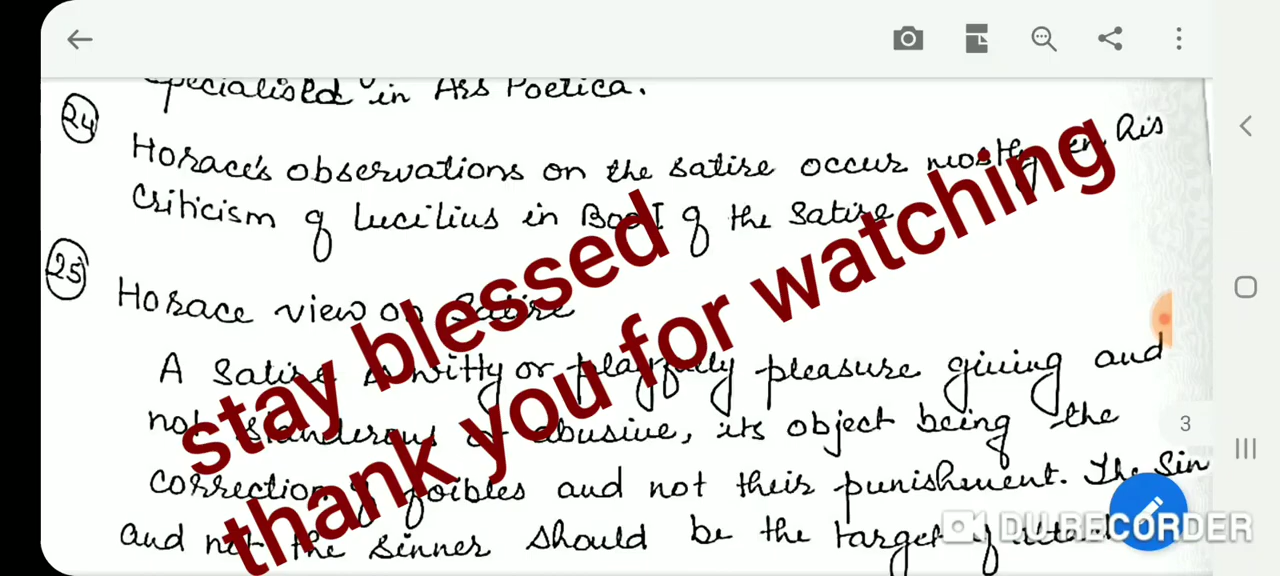 specialised in Ars Poetica.
24
Horace's observations on the satire occur mostly en his
criticism of Lucilius in Boo I of the Satire
25
Horace view on Satire
A Satire is witty or playfully pleasure giving and
not slanderous or abusive, its object being the
correction of foibles and not their punishment. The Sin
and not the sinner should be the target of
stay blessed
thank you for watching
3
DU RECORDER